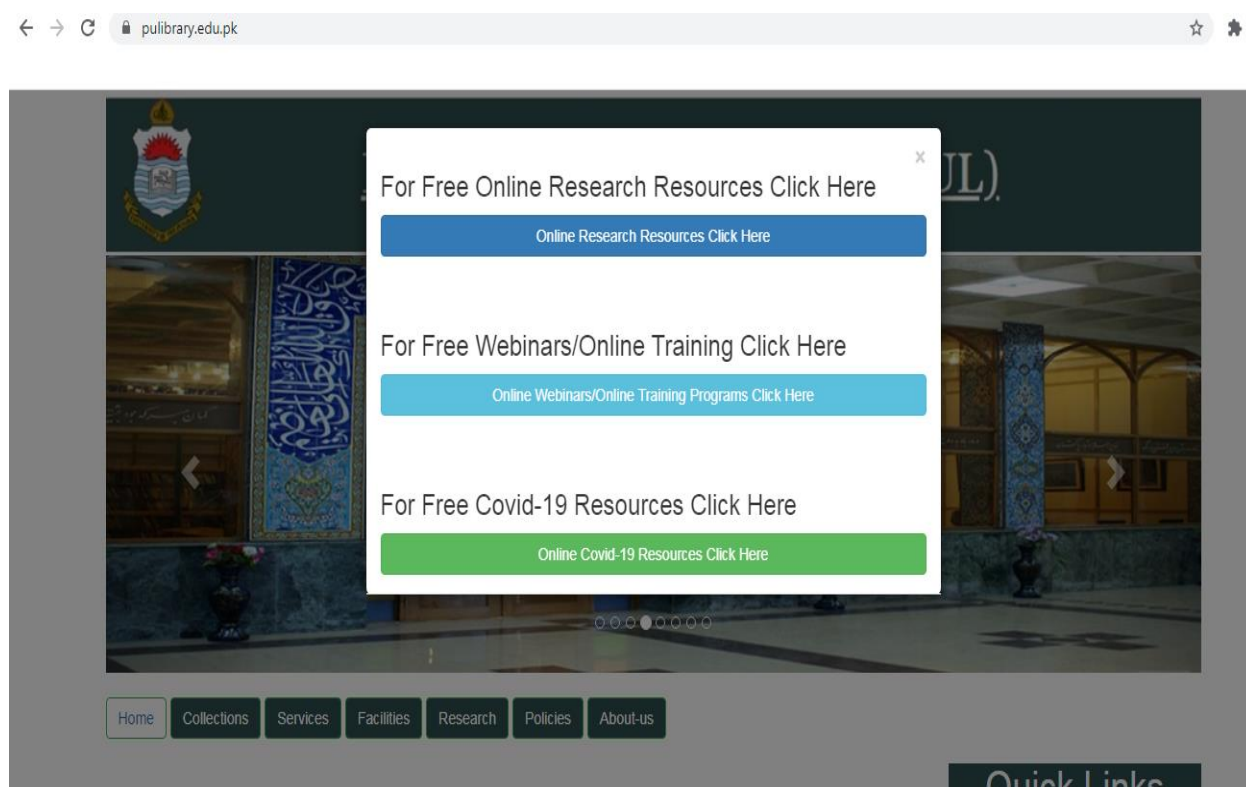 pulibrary.edu.pk
UL)
x
For Free Online Research Resources Click Here
Online Research Resources Click Here
For Free Webinars/Online Training Click Here
Online Webinars/Online Training Programs Click Here
For Free Covid-19 Resources Click Here
Online Covid-19 Resources Click Here
Home Collections Services Facilities Research Policies About-us
Quick Links